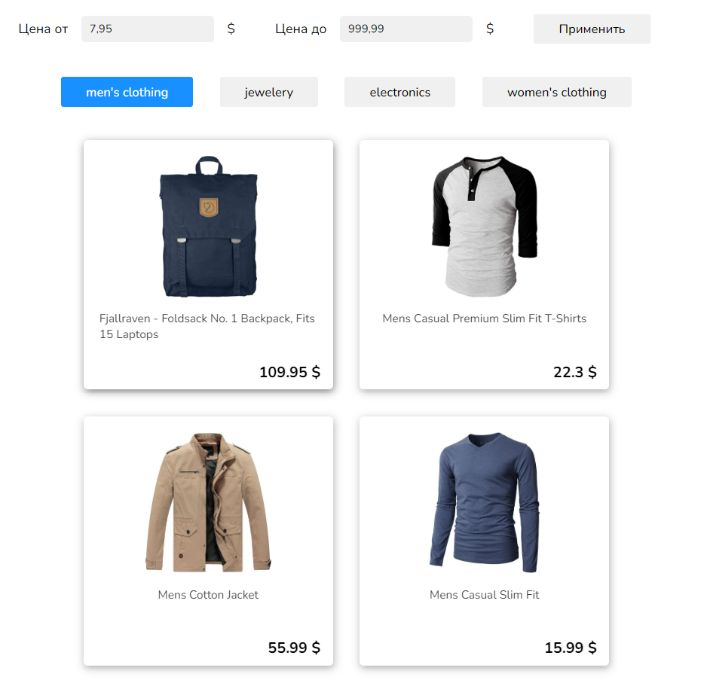 Цена от 7,95 $ Цена до 999,99 $ Применить
men's clothing jewelery electronics women's clothing
Fjallraven - Foldsack No. 1 Backpack, Fits
15 Laptops
109.95 $
Mens Casual Premium Slim Fit T-Shirts
22.3 $
Mens Cotton Jacket
55.99 $
Mens Casual Slim Fit
15.99 $